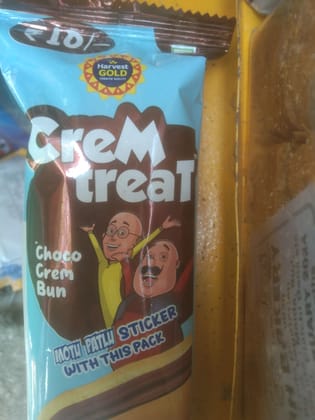 ₹ 10/-
Harvest
GOLD
Crem
treat
Choco
Crem
Bun
MOTU PATLU STICKER
WITH THIS PACK